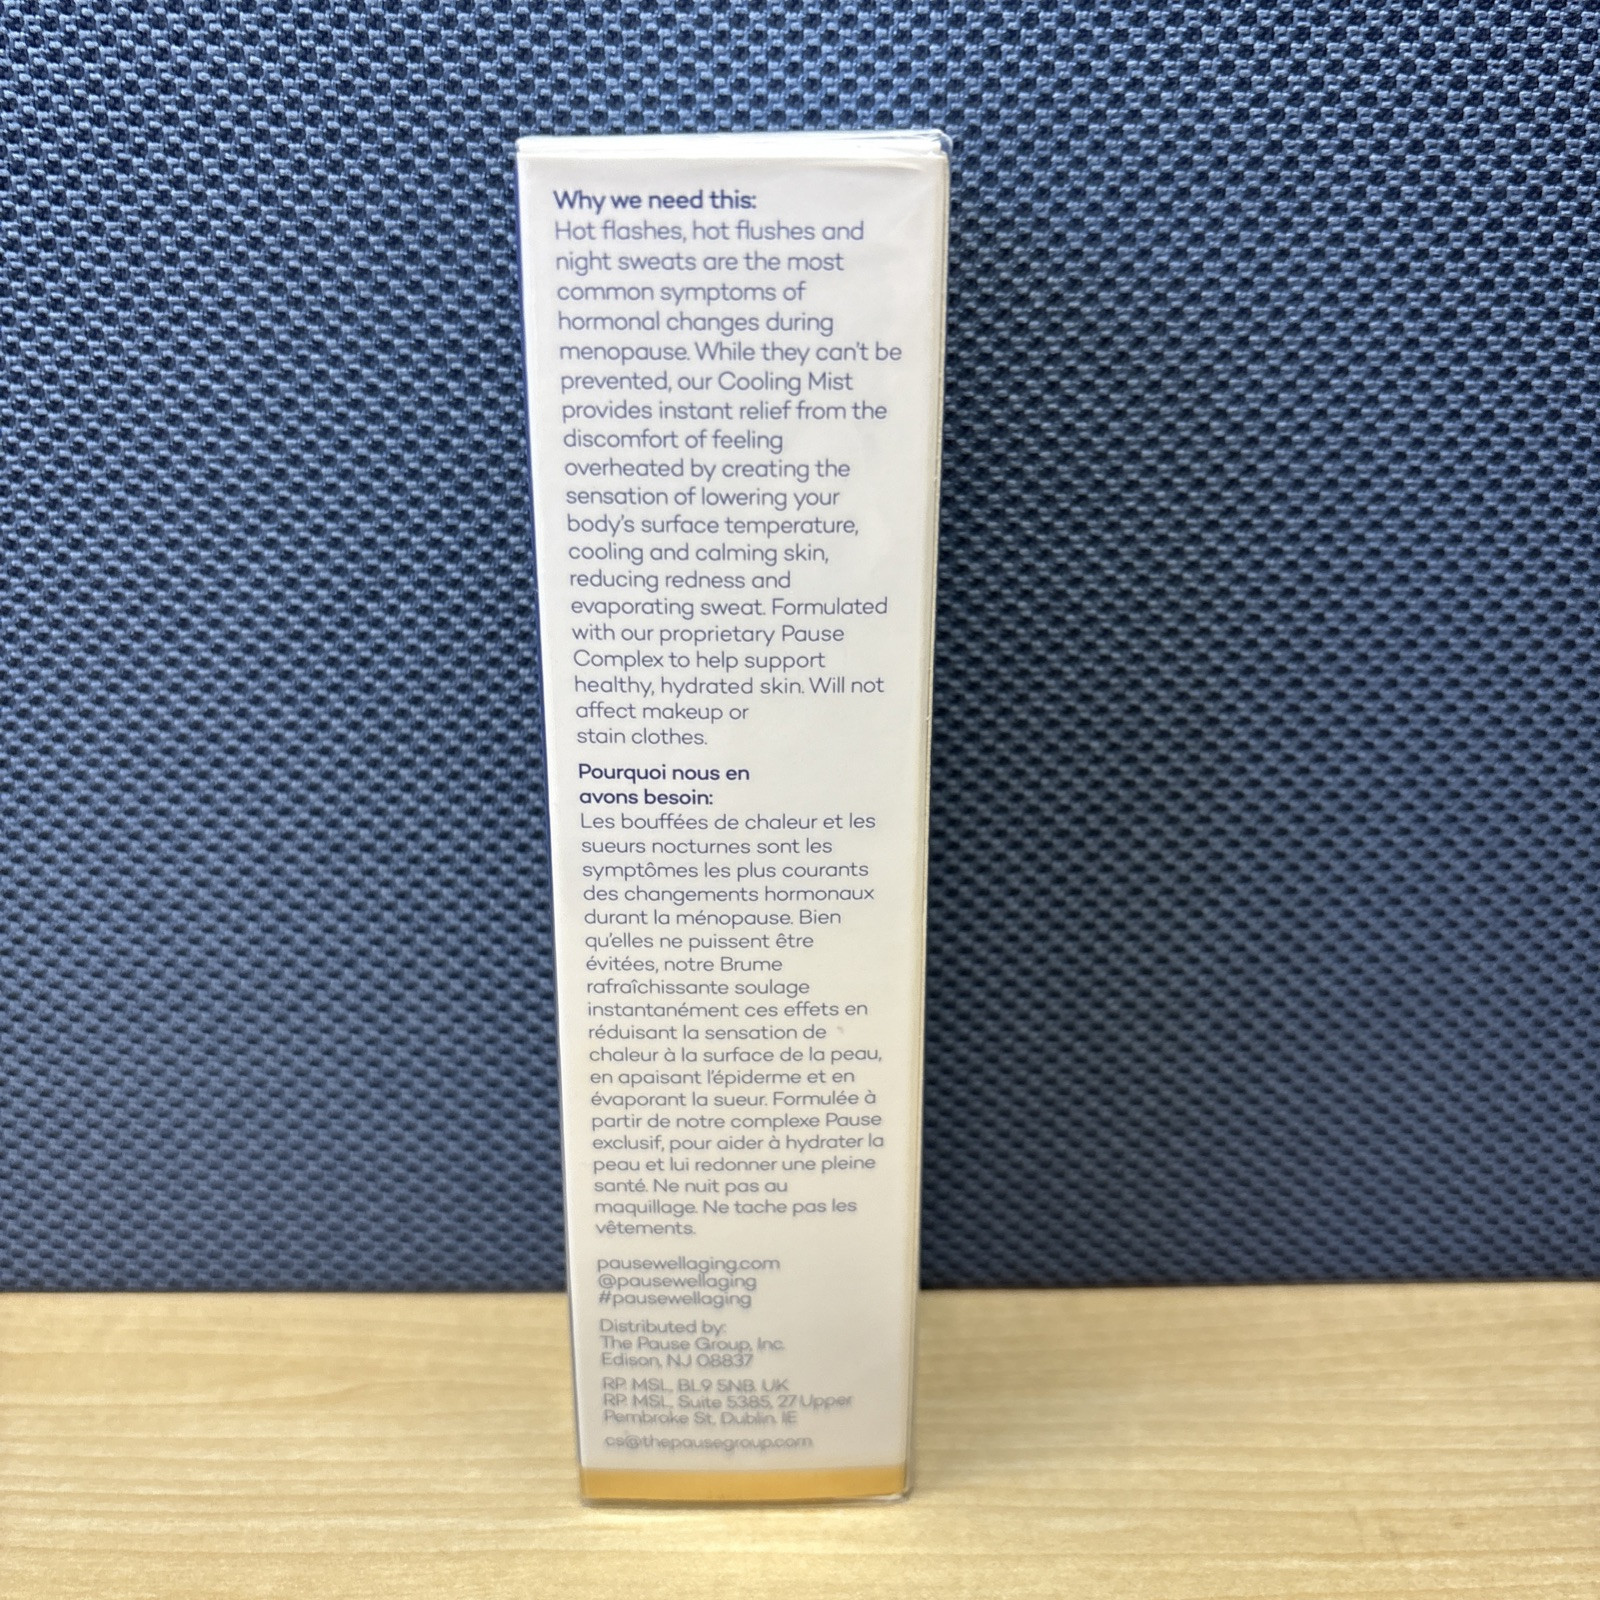 Why we need this:
Hot flashes, hot flushes and
night sweats are the most
common symptoms of
hormonal changes during
menopause. While they can't be
prevented, our Cooling Mist
provides instant relief from the
discomfort of feeling
overheated by creating the
sensation of lowering your
body's surface temperature,
cooling and calming skin,
reducing redness and
evaporating sweat. Formulated
with our proprietary Pause
Complex to help support
healthy, hydrated skin. Will not
affect makeup or
stain clothes.
Pourquoi nous en
avons besoin:
Les bouffées de chaleur et les
sueurs nocturnes sont les
symptômes les plus courants
des changements hormonaux
durant la ménopause. Bien
qu'elles ne puissent être
évitées, notre Brume
rafraîchissante soulage
instantanément ces effets en
réduisant la sensation de
chaleur à la surface de la peau,
en apaisant l'épiderme et en
évaporant la sueur. Formulée à
partir de notre complexe Pause
exclusif, pour aider à hydrater la
peau et lui redonner une pleine
santé. Ne nuit pas au
maquillage. Ne tache pas les
vêtements.
pausewellaging.com
@pausewellaging
#pausewellaging
Distributed by:
The Pause Group, Inc.
Edison, NJ 08837
RP. MSL, BL9 5NB. UK
RP. MSL, Suite 5385, 27 Upper
Pembroke St, Dublin. IE
cs@thepausegroup.com